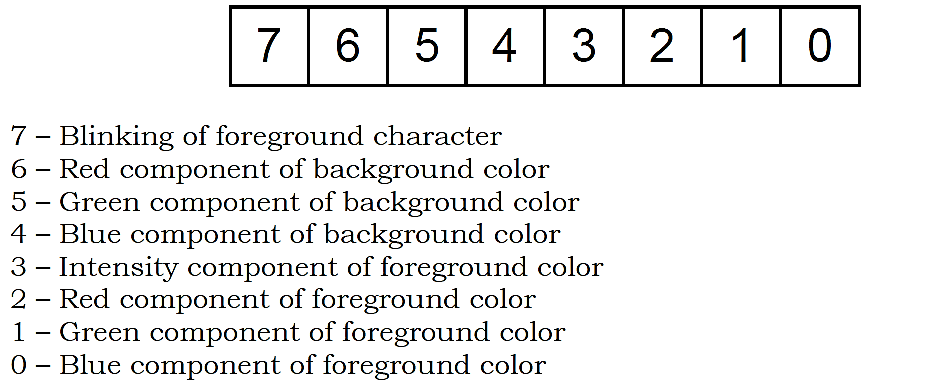 7 6 5 4 3 2 1 0
7 – Blinking of foreground character
6 – Red component of background color
5 – Green component of background color
4 – Blue component of background color
3 – Intensity component of foreground color
2 – Red component of foreground color
1 – Green component of foreground color
0 – Blue component of foreground color